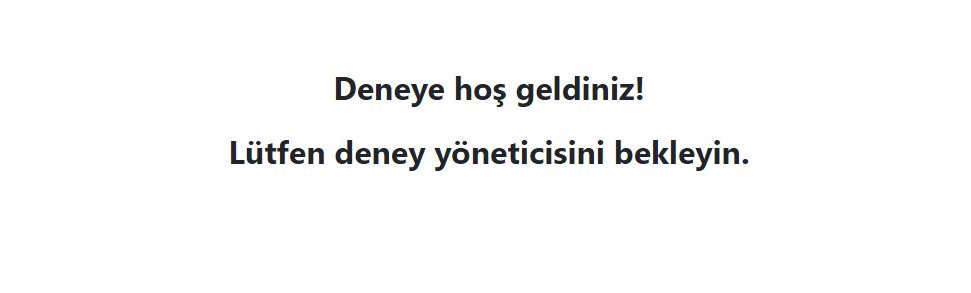 Deneye hoş geldiniz!
Lütfen deney yöneticisini bekleyin.